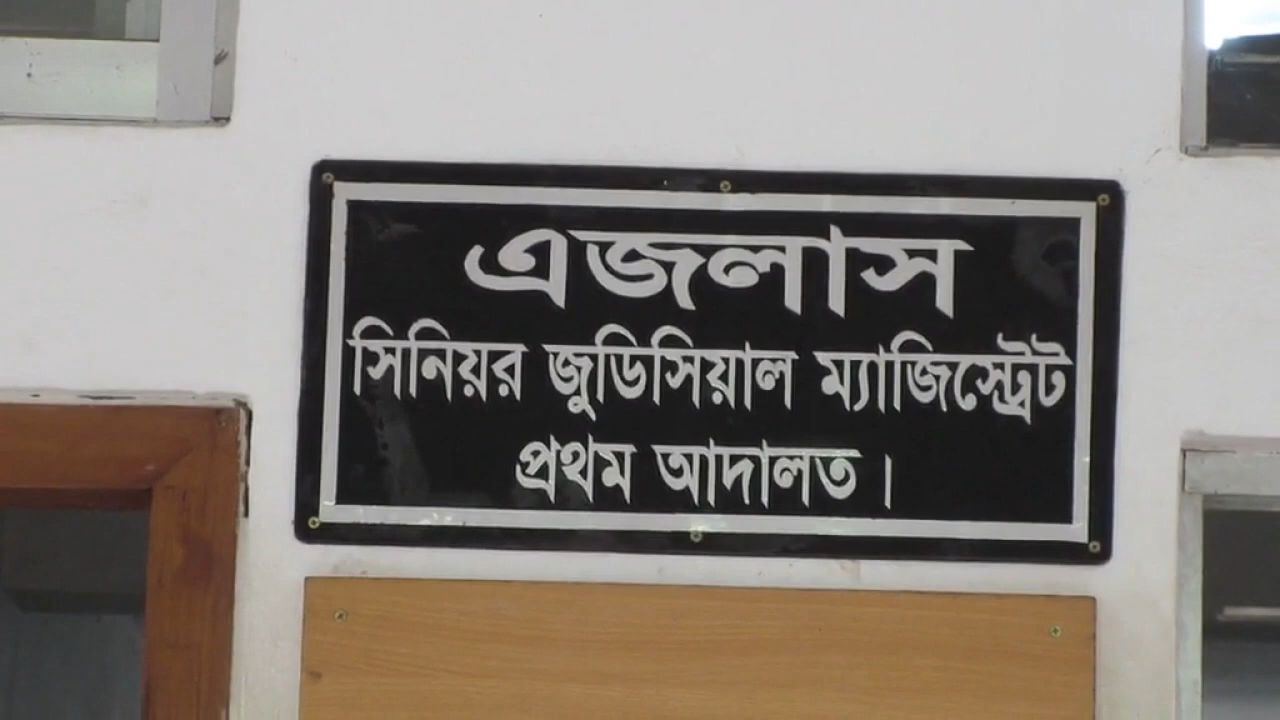 এজলাস
সিনিয়র জুডিসিয়াল ম্যাজিস্ট্রেট
প্রথম আদালত।